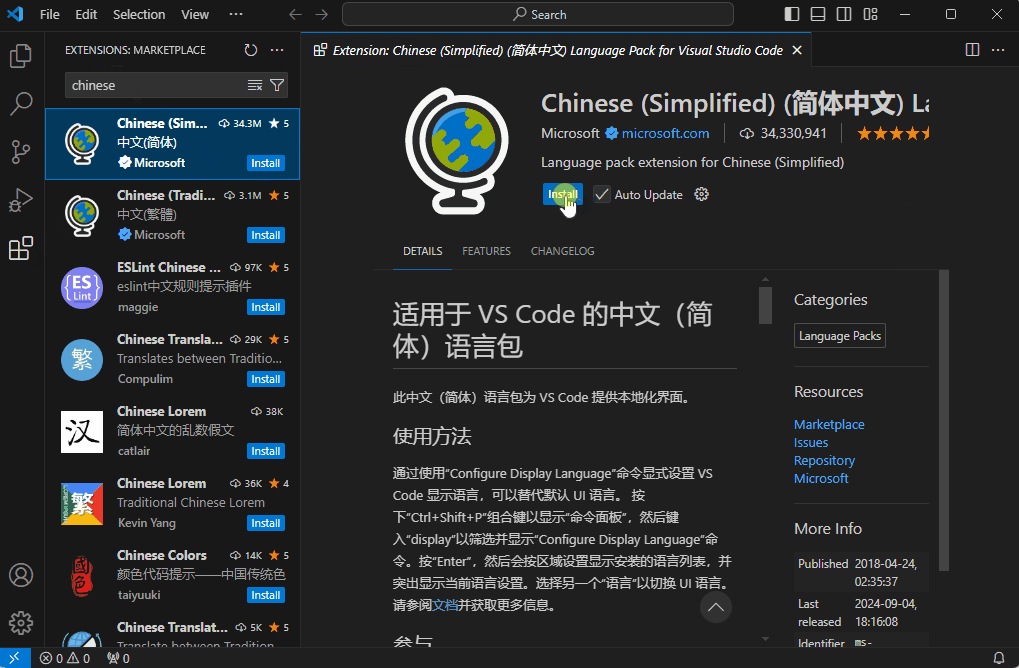 File Edit Selection View ··· Search
EXTENSIONS: MARKETPLACE
chinese
Chinese (Sim... 34.3M 5
中文(简体)
Microsoft Install
Chinese (Tradi... 3.1M 5
中文(繁體)
Microsoft Install
ES
Lint
ESLint Chinese ... 97K 5
eslint中文规则提示插件
maggie Install
繁
Chinese Transla... 29K 5
Translates between Traditio...
Compulim Install
汉
Chinese Lorem 38K
简体中文的乱数假文
catlair Install
繁
Chinese Lorem 36K 4
Traditional Chinese Lorem
Kevin Yang Install
國色
Chinese Colors 14K 5
颜色代码提示——中国传统色
taiyuuki Install
Chinese Translat... 5K 5
Translate between Tradition...
Extension: Chinese (Simplified) (简体中文) Language Pack for Visual Studio Code
Chinese (Simplified) (简体中文) La
Microsoft microsoft.com 34,330,941
Language pack extension for Chinese (Simplified)
Install Auto Update
DETAILS FEATURES CHANGELOG
适用于 VS Code 的中文（简
体）语言包
此中文（简体）语言包为 VS Code 提供本地化界面。
使用方法
通过使用“Configure Display Language”命令显式设置 VS
Code 显示语言，可以替代默认 UI 语言。 按
下“Ctrl+Shift+P”组合键以显示“命令面板”，然后键
入“display”以筛选并显示“Configure Display Language”命
令。按“Enter”，然后会按区域设置显示安装的语言列表，并
突出显示当前语言设置。选择另一个“语言”以切换 UI 语言。
请参阅文档并获取更多信息。
参与
Categories
Language Packs
Resources
Marketplace
Issues
Repository
Microsoft
More Info
Published 2018-04-24,
02:35:37
Last 2024-09-04,
released 18:16:08
Identifier ms-
0 0 0